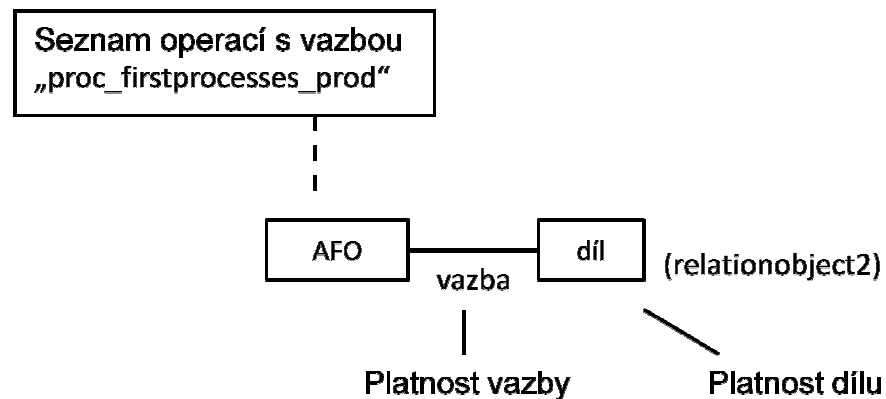 Seznam operací s vazbou
„proc_firstprocesses_prod“
AFO
díl
(relationobject2)
vazba
Platnost vazby
Platnost dílu